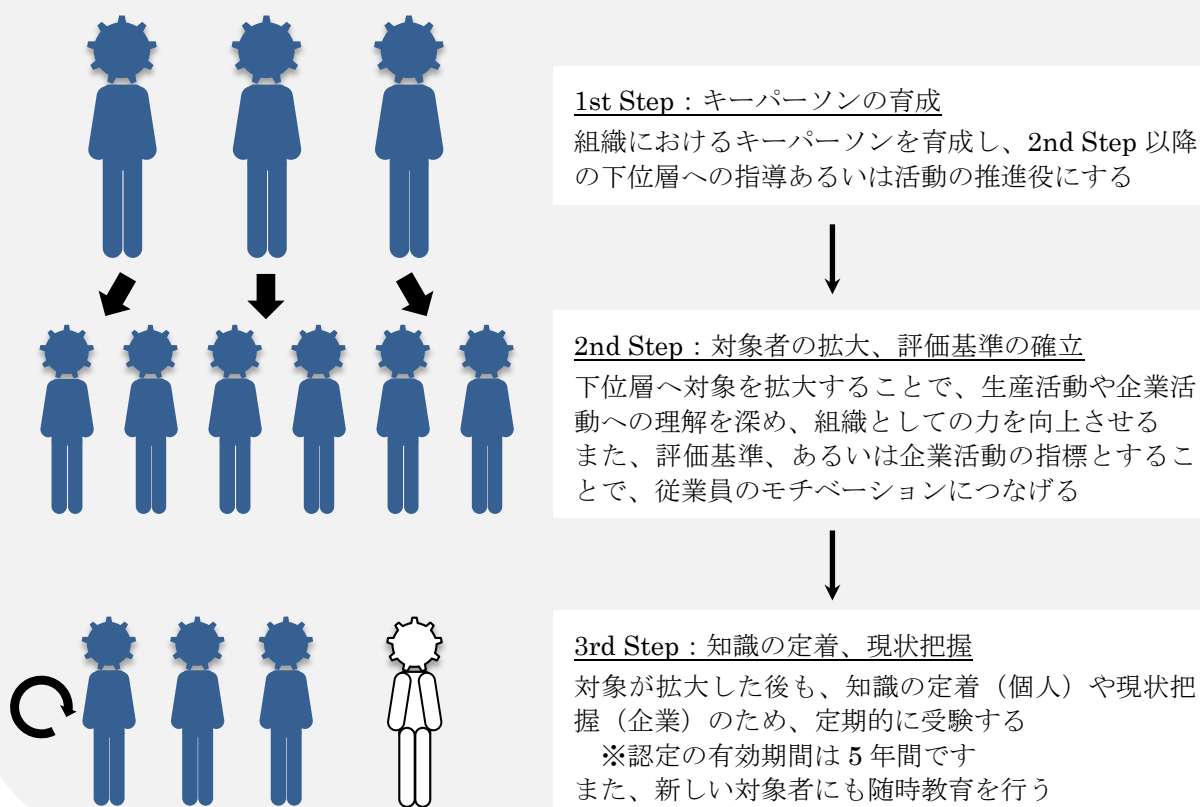 1st Step：キーパーソンの育成
組織におけるキーパーソンを育成し、2nd Step 以降
の下位層への指導あるいは活動の推進役にする
2nd Step：対象者の拡大、評価基準の確立
下位層へ対象を拡大することで、生産活動や企業活
動への理解を深め、組織としての力を向上させる
また、評価基準、あるいは企業活動の指標とするこ
とで、従業員のモチベーションにつなげる
3rd Step：知識の定着、現状把握
対象が拡大した後も、知識の定着（個人）や現状把
握（企業）のため、定期的に受験する
※認定の有効期間は 5 年間です
また、新しい対象者にも随時教育を行う